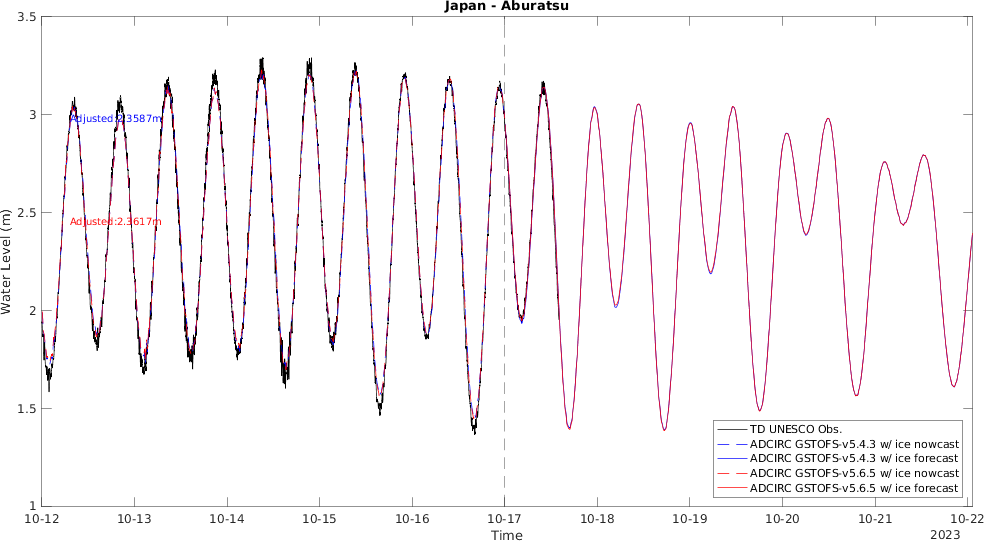 Japan - Aburatsu
3.5
3
2.5
2
1.5
1
Water Level (m)
Adjusted:2.3587m
Adjusted:2.3617m
TD UNESCO Obs.
ADCIRC GSTOFS-v5.4.3 w/ ice nowcast
ADCIRC GSTOFS-v5.4.3 w/ ice forecast
ADCIRC GSTOFS-v5.6.5 w/ ice nowcast
ADCIRC GSTOFS-v5.6.5 w/ ice forecast
10-12 10-13 10-14 10-15 10-16 10-17 10-18 10-19 10-20 10-21 10-22
Time
2023